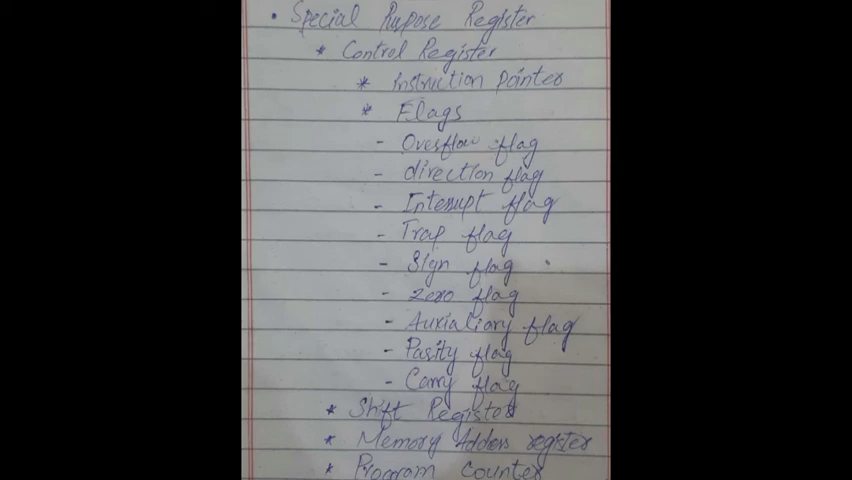 • Special Purpose Register
* Control Register
* instruction pointer
* Flags
- Overflow flag
- direction flag
- Interrupt flag
- Trap flag
- Sign flag
- zero flag
- Auxialiary flag
- Parity flag
- Carry flag
* Shift Register
* Memory Address register
* Program Counter